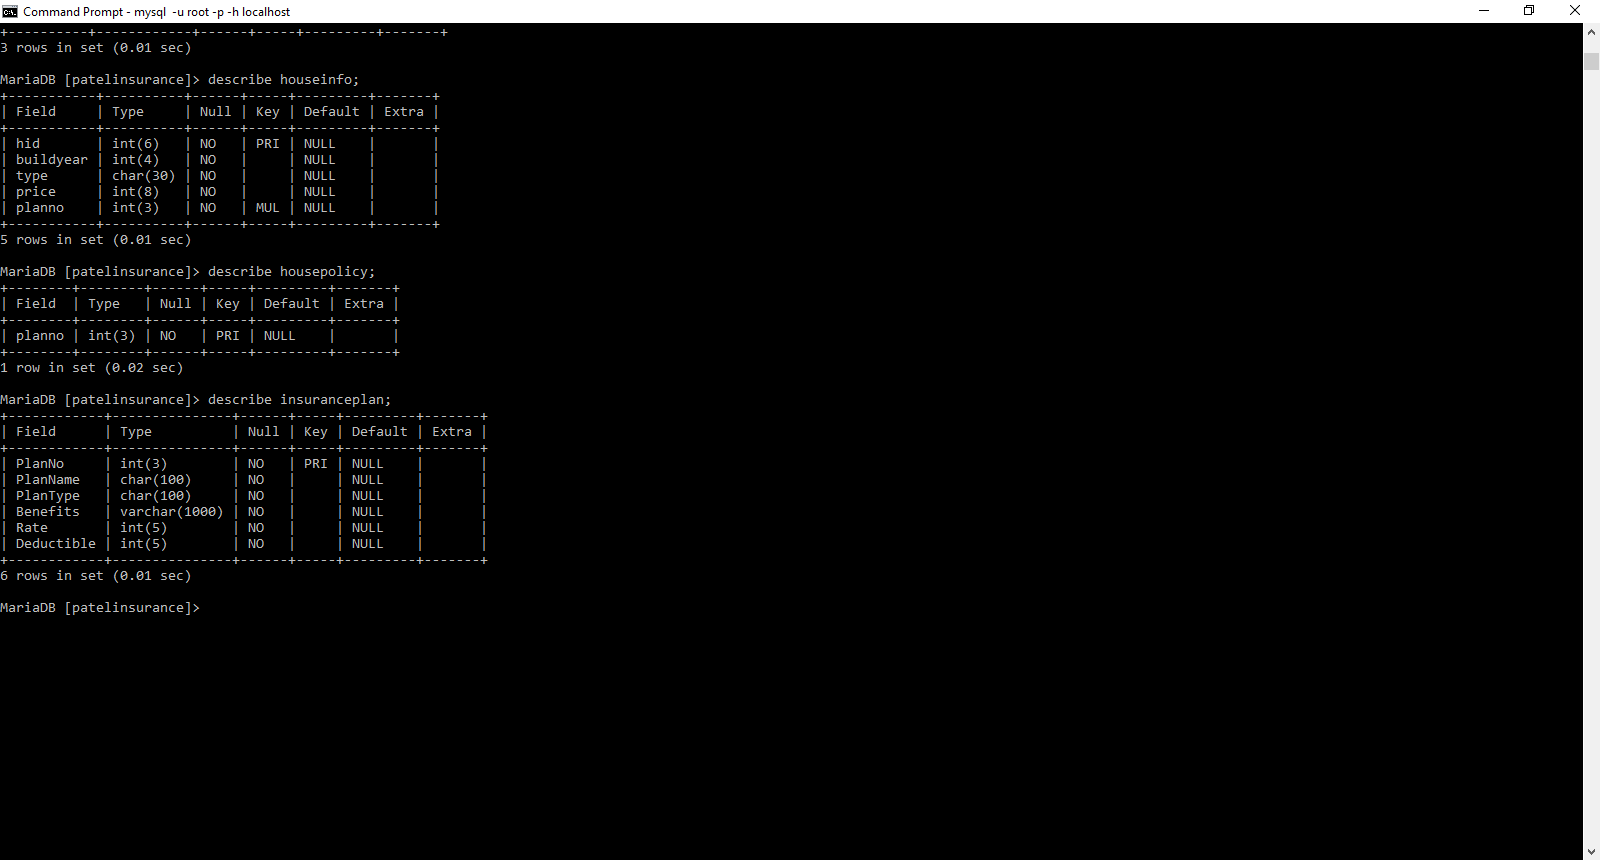 Command Prompt - mysql  -u root -p -h localhost
+----------+------------+------+-----+---------+-------+
3 rows in set (0.01 sec)

MariaDB [patelinsurance]> describe houseinfo;
+-----------+----------+------+-----+---------+-------+
| Field     | Type     | Null | Key | Default | Extra |
+-----------+----------+------+-----+---------+-------+
| hid       | int(6)   | NO   | PRI | NULL    |       |
| buildyear | int(4)   | NO   |     | NULL    |       |
| type      | char(30) | NO   |     | NULL    |       |
| price     | int(8)   | NO   |     | NULL    |       |
| planno    | int(3)   | NO   | MUL | NULL    |       |
+-----------+----------+------+-----+---------+-------+
5 rows in set (0.01 sec)

MariaDB [patelinsurance]> describe housepolicy;
+--------+--------+------+-----+---------+-------+
| Field  | Type   | Null | Key | Default | Extra |
+--------+--------+------+-----+---------+-------+
| planno | int(3) | NO   | PRI | NULL    |       |
+--------+--------+------+-----+---------+-------+
1 row in set (0.02 sec)

MariaDB [patelinsurance]> describe insuranceplan;
+------------+---------------+------+-----+---------+-------+
| Field      | Type          | Null | Key | Default | Extra |
+------------+---------------+------+-----+---------+-------+
| PlanNo     | int(3)        | NO   | PRI | NULL    |       |
| PlanName   | char(100)     | NO   |     | NULL    |       |
| PlanType   | char(100)     | NO   |     | NULL    |       |
| Benefits   | varchar(1000) | NO   |     | NULL    |       |
| Rate       | int(5)        | NO   |     | NULL    |       |
| Deductible | int(5)        | NO   |     | NULL    |       |
+------------+---------------+------+-----+---------+-------+
6 rows in set (0.01 sec)

MariaDB [patelinsurance]>